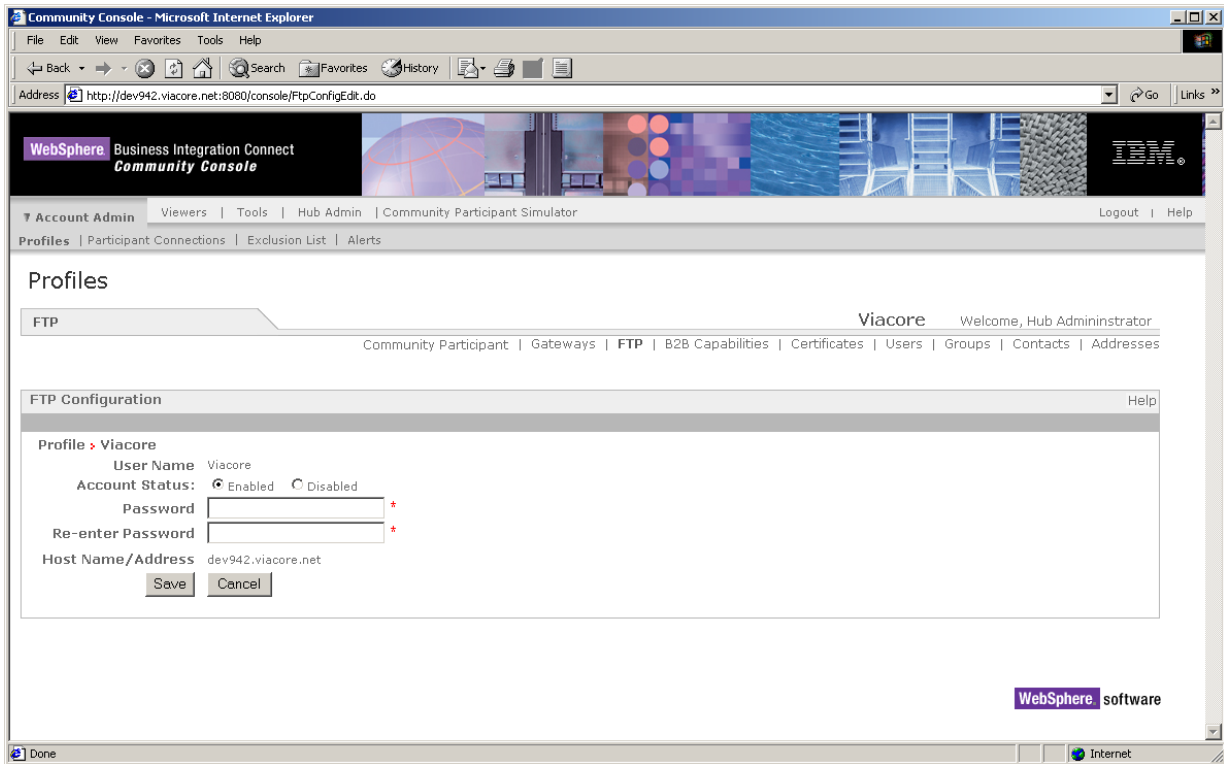 Community Console - Microsoft Internet Explorer
File Edit View Favorites Tools Help
Back Search Favorites History
Address http://dev942.viacore.net:8080/console/FtpConfigEdit.do Go Links »
WebSphere. Business Integration Connect
Community Console
IBM®
Account Admin Viewers | Tools | Hub Admin | Community Participant Simulator Logout | Help
Profiles | Participant Connections | Exclusion List | Alerts
Profiles
FTP Viacore Welcome, Hub Admininstrator
Community Participant | Gateways | FTP | B2B Capabilities | Certificates | Users | Groups | Contacts | Addresses
FTP Configuration Help
Profile Viacore
User Name Viacore
Account Status: Enabled Disabled
Password *
Re-enter Password *
Host Name/Address dev942.viacore.net
Save Cancel
WebSphere. software
Done Internet